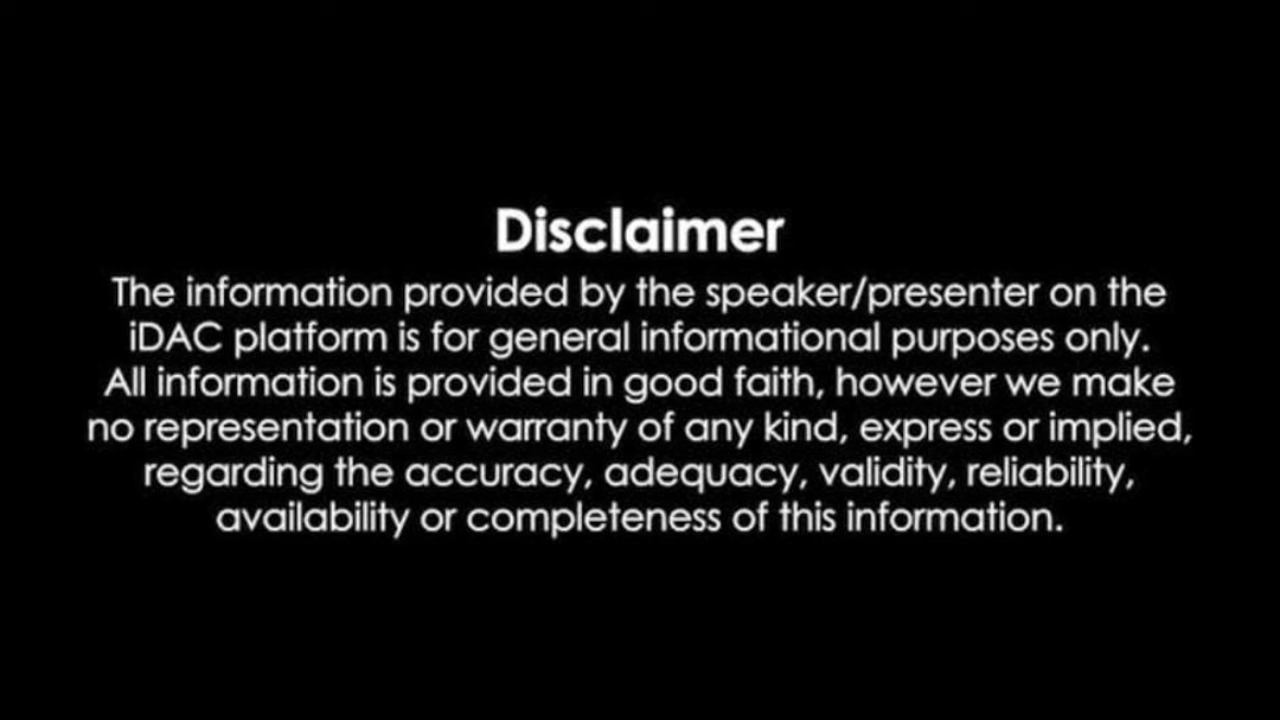 Disclaimer
The information provided by the speaker/presenter on the
iDAC platform is for general informational purposes only.
All information is provided in good faith, however we make
no representation or warranty of any kind, express or implied,
regarding the accuracy, adequacy, validity, reliability,
availability or completeness of this information.